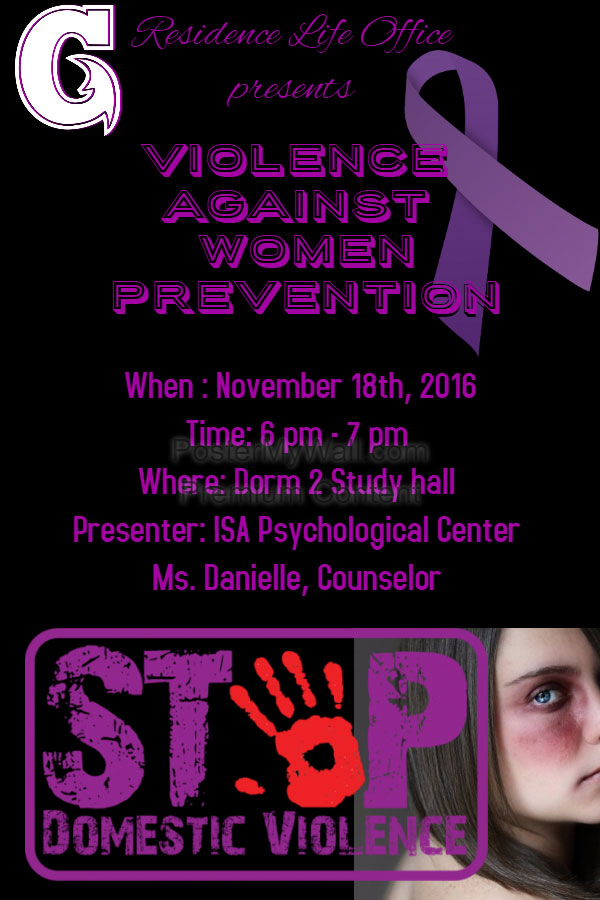 G
Residence Life Office
presents
VIOLENCE
AGAINST
WOMEN
PREVENTION
When : November 18th, 2016
Time: 6 pm - 7 pm
PosterMyWall.com
Where: Dorm 2 Study hall
Premium Content
Presenter: ISA Psychological Center
Ms. Danielle, Counselor
STOP
DOMESTIC VIOLENCE